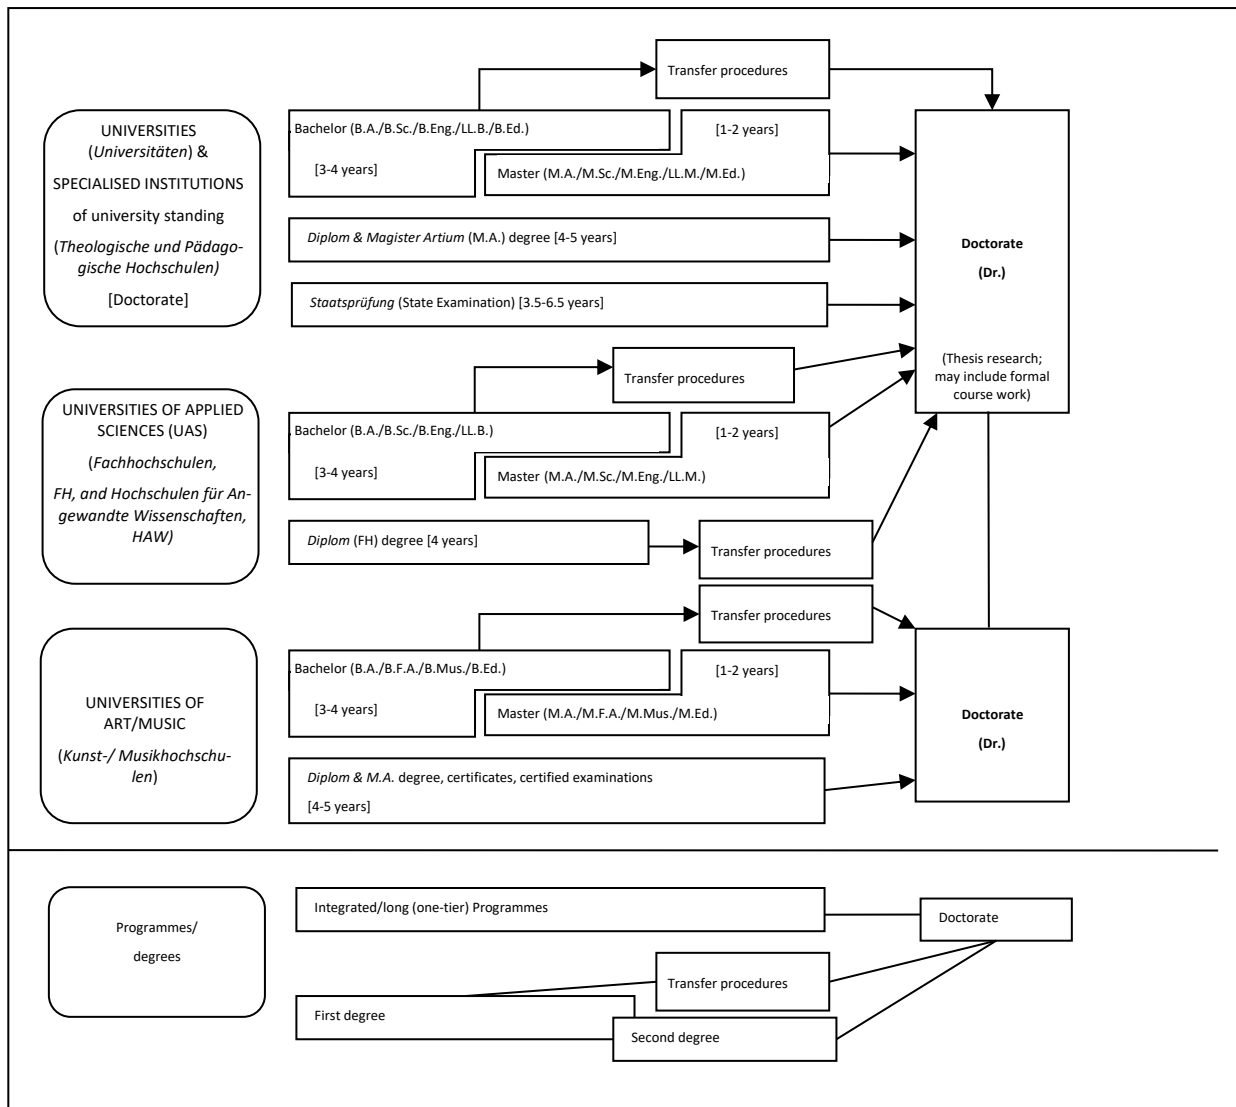 Transfer procedures
UNIVERSITIES
(Universitäten) &
SPECIALISED INSTITUTIONS
of university standing
(Theologische und Pädago-
gische Hochschulen)
[Doctorate]
Bachelor (B.A./B.Sc./B.Eng./LL.B./B.Ed.)
[3-4 years]
[1-2 years]
Master (M.A./M.Sc./M.Eng./LL.M./M.Ed.)
Diplom & Magister Artium (M.A.) degree [4-5 years]
Staatsprüfung (State Examination) [3.5-6.5 years]
Doctorate
(Dr.)
(Thesis research;
may include formal
course work)
Transfer procedures
UNIVERSITIES OF APPLIED
SCIENCES (UAS)
(Fachhochschulen,
FH, and Hochschulen für An-
gewandte Wissenschaften,
HAW)
Bachelor (B.A./B.Sc./B.Eng./LL.B.)
[3-4 years]
[1-2 years]
Master (M.A./M.Sc./M.Eng./LL.M.)
Diplom (FH) degree [4 years]
Transfer procedures
Transfer procedures
UNIVERSITIES OF
ART/MUSIC
(Kunst-/ Musikhochschu-
len)
Bachelor (B.A./B.F.A./B.Mus./B.Ed.)
[3-4 years]
[1-2 years]
Master (M.A./M.F.A./M.Mus./M.Ed.)
Diplom & M.A. degree, certificates, certified examinations
[4-5 years]
Doctorate
(Dr.)
Programmes/
degrees
Integrated/long (one-tier) Programmes
Doctorate
Transfer procedures
First degree
Second degree